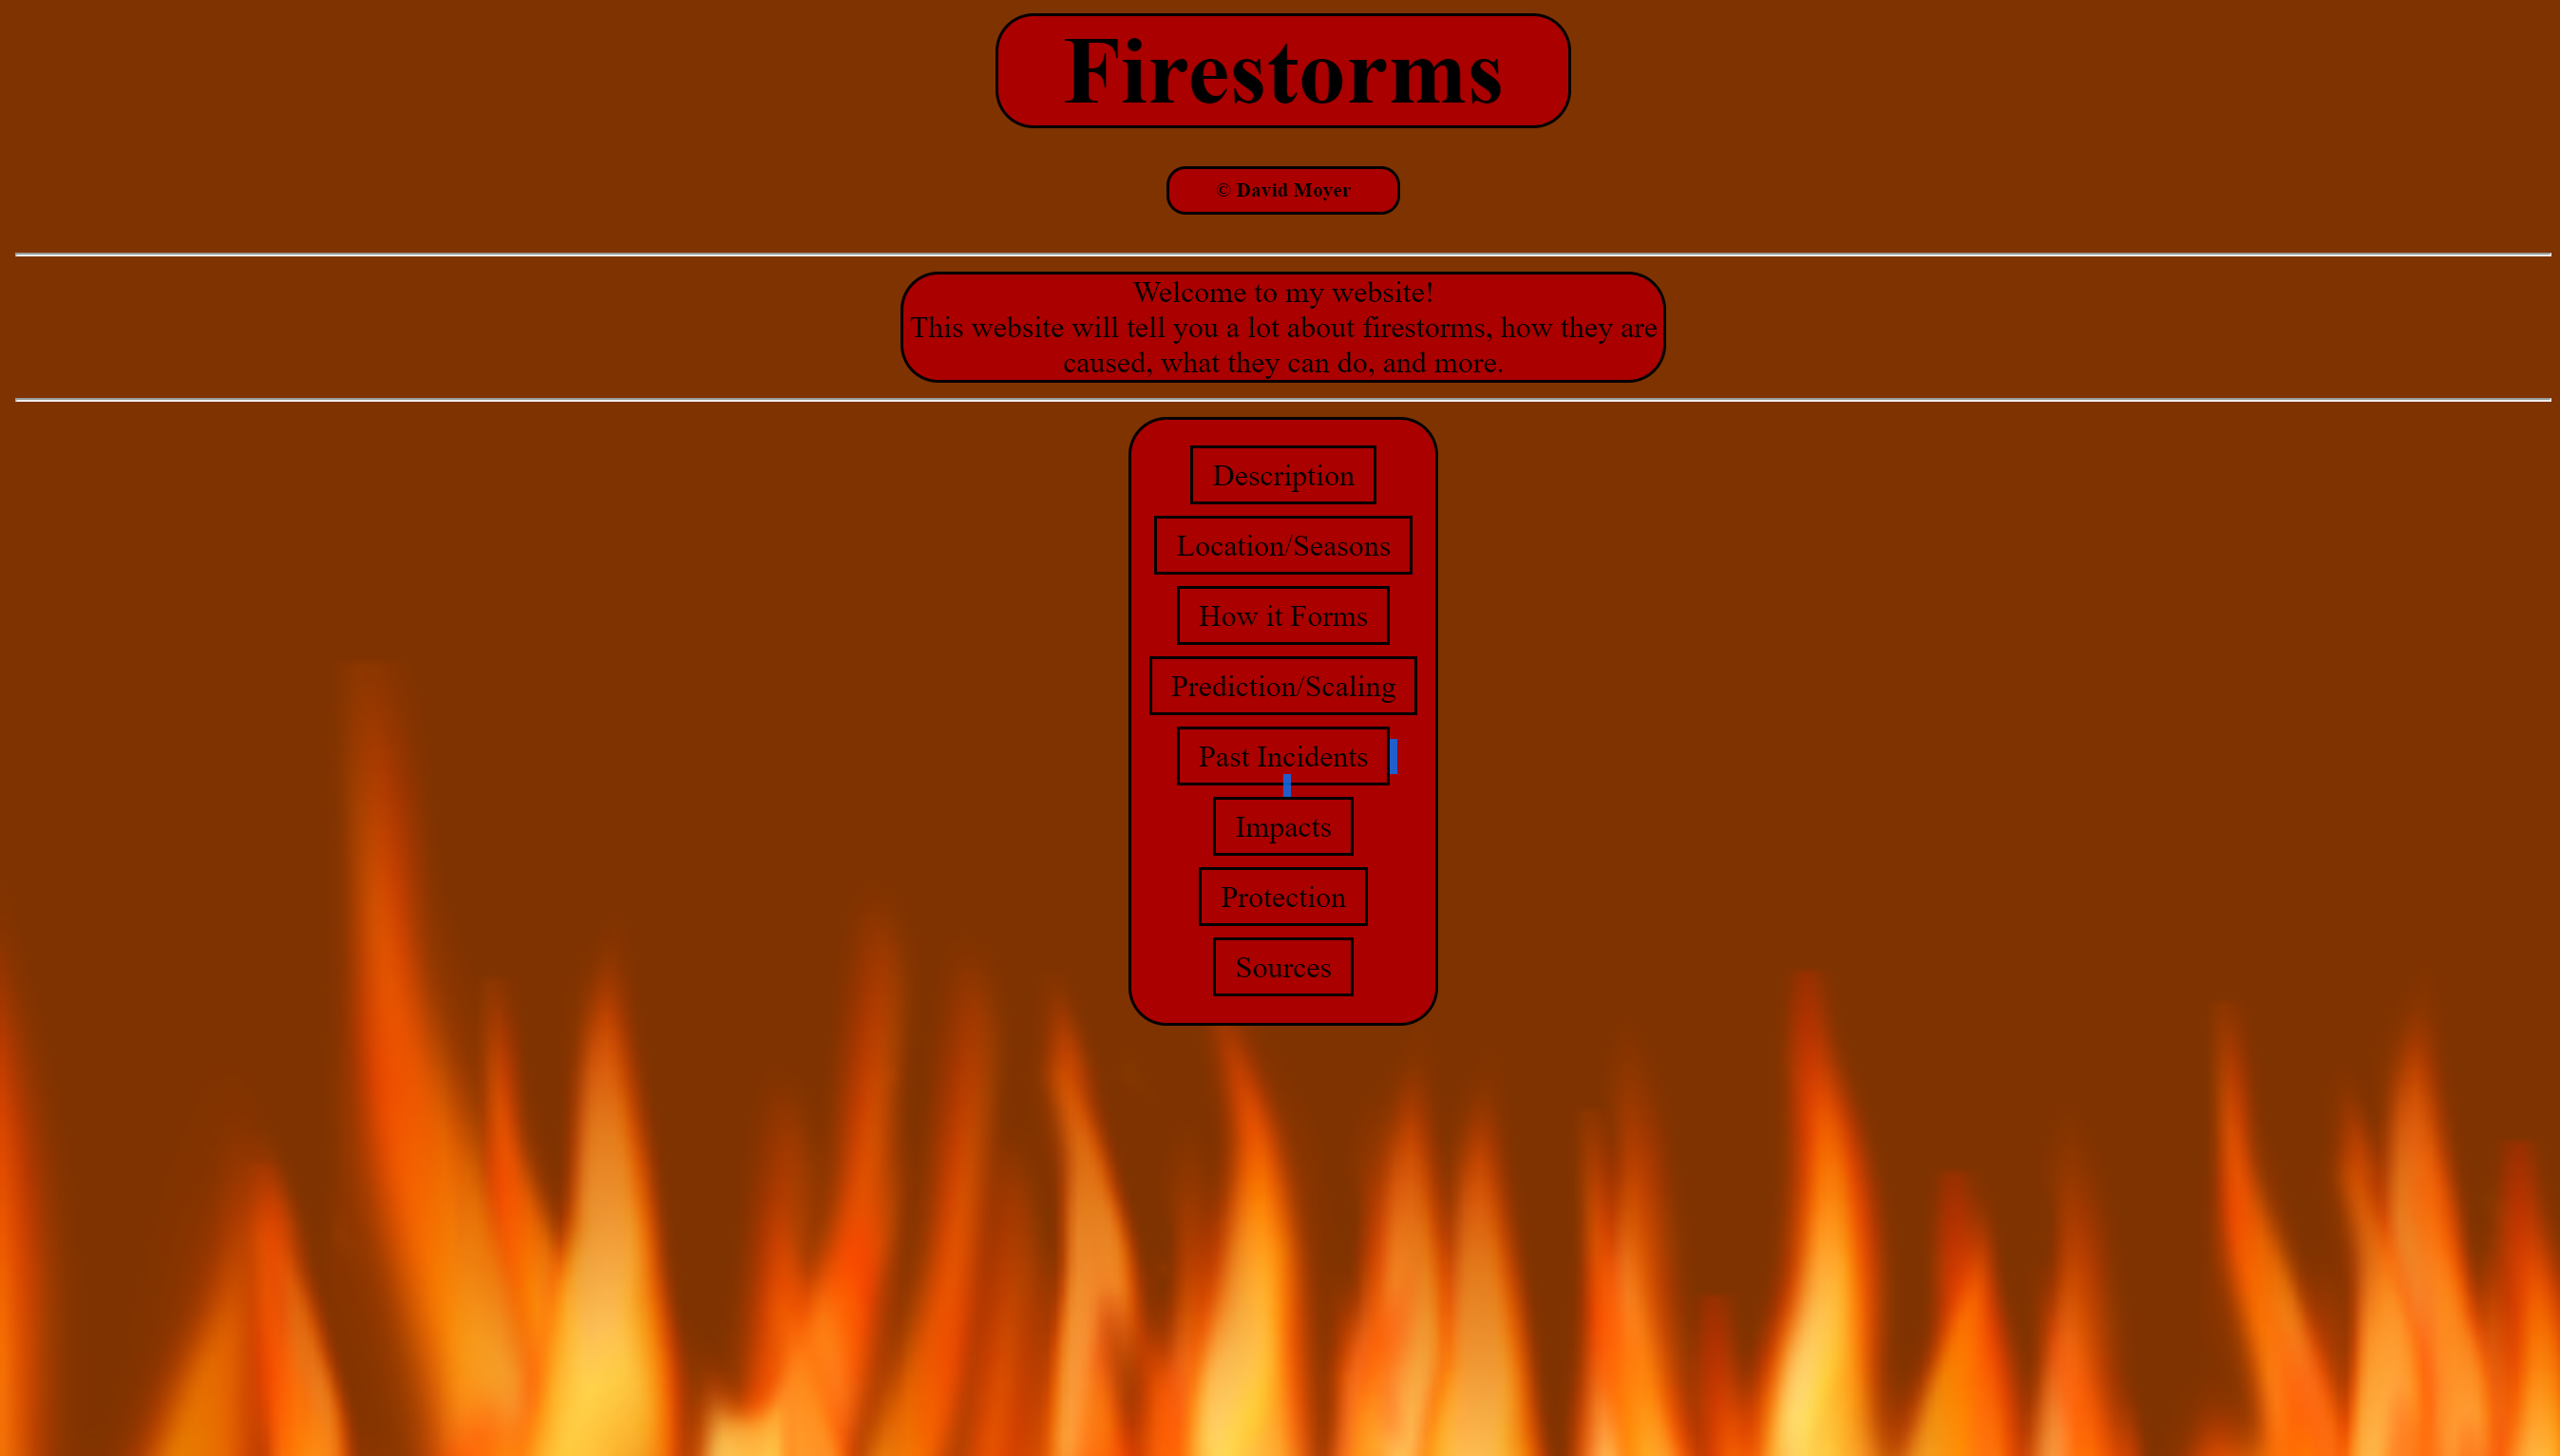 Firestorms
© David Moyer
Welcome to my website!
This website will tell you a lot about firestorms, how they are
caused, what they can do, and more.
Description
Location/Seasons
How it Forms
Prediction/Scaling
Past Incidents
Impacts
Protection
Sources